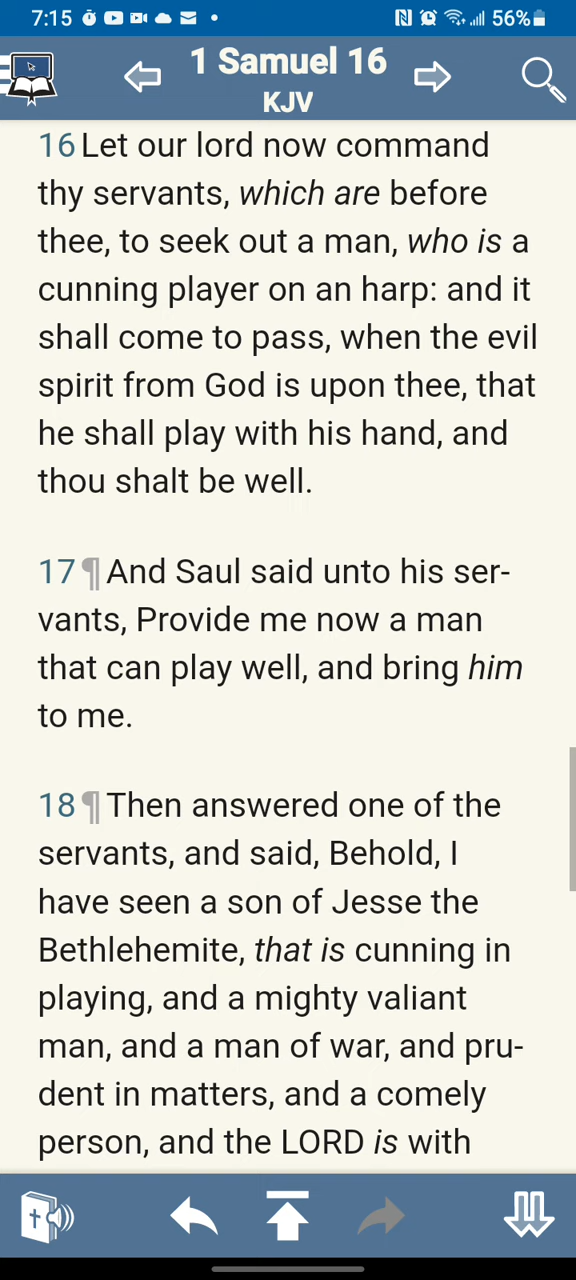 7:15
56%
1 Samuel 16
KJV
16 Let our lord now command
thy servants, which are before
thee, to seek out a man, who is a
cunning player on an harp: and it
shall come to pass, when the evil
spirit from God is upon thee, that
he shall play with his hand, and
thou shalt be well.
17 ¶ And Saul said unto his ser-
vants, Provide me now a man
that can play well, and bring him
to me.
18 ¶ Then answered one of the
servants, and said, Behold, I
have seen a son of Jesse the
Bethlehemite, that is cunning in
playing, and a mighty valiant
man, and a man of war, and pru-
dent in matters, and a comely
person, and the LORD is with